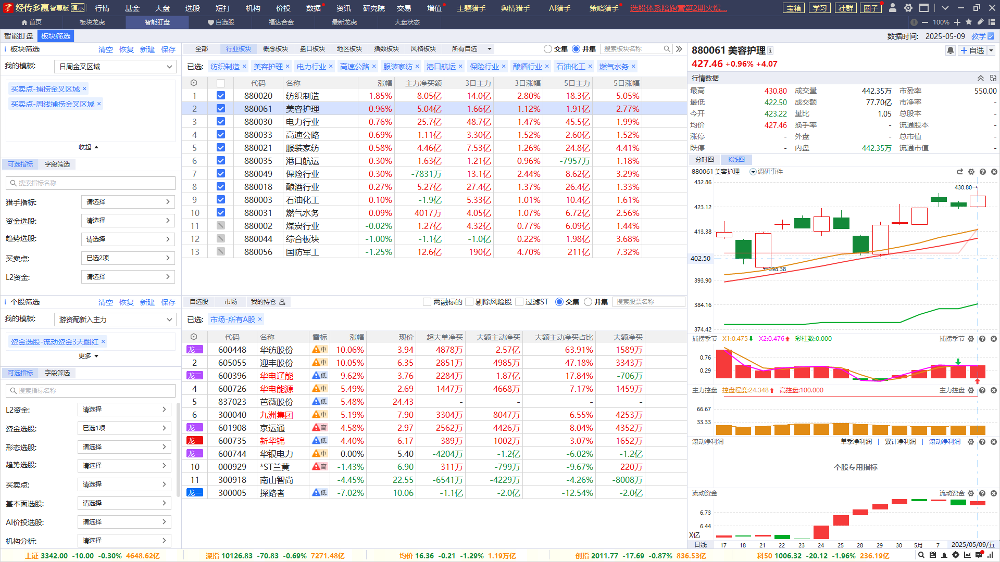 经传多赢 智尊版 演示 行情 基金 大盘 选股 短打 机构 价投 数据 资讯 研究院 交易 增值 主题猎手 舆情猎手 AI猎手 策略猎手 选股体系陪跑营第2期火爆... 宝箱 学习 社群 圈子
首页 板块龙虎 智能盯盘 自选股 福达合金 最新龙虎 大盘状态 100%
智能盯盘 板块筛选 数据时间: 2025-05-09 教学
板块筛选 清空 恢复 新建 保存
我的模板: 日周金叉区域
买卖点-捕捞金叉区域 ×
买卖点-周线捕捞金叉区域 ×
收起
可选指标 字段筛选
搜索指标名称
猎手指标: 请选择
资金选股: 请选择
趋势选股: 请选择
买卖点: 已选2项
L2资金: 请选择
个股筛选 清空 恢复 新建 保存
我的模板: 游资配新入主力
资金选股-流动资金3天翻红 ×
更多
可选指标 字段筛选
搜索指标名称
L2资金: 请选择
资金选股: 已选1项
形态选股: 请选择
趋势选股: 请选择
买卖点: 请选择
基本面选股: 请选择
AI价投选股: 请选择
机构分析: 请选择
全部 行业板块 概念板块 盘口板块 地区板块 指数板块 风格板块 所有自选 交集 并集 搜索板块名称
已选: 纺织制造 × 美容护理 × 电力行业 × 高速公路 × 服装家纺 × 港口航运 × 保险行业 × 酿酒行业 × 石油化工 × 燃气水务 ×
代码 名称 涨幅 主力净买额 3日主力 3日涨幅 5日主力 5日涨幅
1 880020 纺织制造 1.85% 8.05亿 14.0亿 2.80% 18.3亿 5.05%
2 880061 美容护理 0.96% 5.04亿 1.66亿 1.12% 1.91亿 2.77%
3 880030 电力行业 0.76% 25.7亿 48.7亿 1.47% 45.5亿 1.99%
4 880033 高速公路 0.69% 1.11亿 3.30亿 1.52% 2.60亿 1.52%
5 880021 服装家纺 0.58% 4.46亿 7.53亿 1.26% 24.8亿 4.41%
6 880035 港口航运 0.30% 1.63亿 1.21亿 0.96% -7957万 1.18%
7 880049 保险行业 0.30% -7831万 13.1亿 2.44% 8.62亿 3.29%
8 880018 酿酒行业 0.27% 5.27亿 27.4亿 1.37% 26.4亿 1.33%
9 880003 石油化工 0.10% -1.9亿 5.33亿 1.01% 10.4亿 1.61%
10 880031 燃气水务 0.09% 4017万 4.05亿 1.07% 6.72亿 2.56%
11 880002 煤炭行业 -0.02% 1.27亿 4.32亿 0.77% 6.09亿 1.44%
12 880044 综合板块 -1.00% -1.1亿 -1.0亿 0.22% 1.98亿 3.68%
13 880056 国防军工 -1.25% 12.6亿 190亿 4.70% 211亿 7.32%
自选股 市场 我的持仓 两融标的 剔除风险股 过滤ST 交集 并集 搜索股票名称
已选: 市场-所有A股 ×
代码 名称 雷标 涨幅 现价 超大单净买 大额主动净买 大额主动净买占比 大额净买
龙一 600448 华纺股份 中 10.06% 3.94 4878万 2.57亿 63.91% 1589万
2 605055 迎丰股份 中 10.05% 6.35 2851万 4985万 47.18% 3343万
龙二 600396 华电辽能 低 9.62% 3.76 2284万 1.87亿 17.84% -706万
4 600726 华电能源 中 5.49% 2.69 1447万 4668万 7.17% 1459万
5 837023 芭薇股份 低 5.48% 24.43 - - - -
6 300040 九洲集团 中 5.19% 7.90 3304万 8047万 6.55% 4253万
龙一 601908 京运通 高 4.58% 2.97 2562万 4426万 8.04% 4352万
龙一 600735 新华锦 低 4.40% 6.17 389万 1002万 3.07% 1652万
龙一 600744 华银电力 中 0.00% 5.40 -4204万 -1.2亿 -6.02% -1.2亿
10 000929 *ST兰黄 高 -1.43% 6.90 311万 -799万 -9.67% 220万
11 300918 南山智尚 -4.45% 22.55 -6541万 -4229万 -4.26% -8008万
龙一 300005 探路者 低 -7.02% 10.06 -1.1亿 -2.0亿 -12.54% -2.0亿
880061 美容护理 自选
427.46 +0.96% +4.07
行情数据
最高 430.80 成交量 442.35万 市盈率 550.00
最低 422.50 成交额 77.70亿 市净率 -
今开 423.22 量比 1.05 总股本 -
均价 427.46 换手率 - 流通股本 -
涨停 - 外盘 - 总市值 -
跌停 - 内盘 442.35万 流通市值 -
分时图 K线图
880061 美容护理 调研事件
432.86
430.80
423.12
413.38
402.50
398.38
393.90
384.16
374.42
捕捞季节 X1:0.475 X2:0.476 彩柱数:0.000 捕捞季节
0.76
0.29
主力控盘 控盘程度:24.348 高控盘:100.000 主力控盘
66.67
33.33
滚动净利润 单季净利润 | 累计净利润 | 滚动净利润
个股专用指标
流动资金 流动资金
6.73
6.44
X亿
日线 17 18 21 22 23 24 25 28 29 30 5月 7 2025/05/09/五
上证 3342.00 -10.00 -0.30% 4648.62亿 深指 10126.83 -70.83 -0.69% 7271.48亿 均价 16.36 -0.21 -1.29% 1.19万亿 创指 2011.77 -17.69 -0.87% 836.53亿 科50 1006.32 -20.12 -1.96% 236.19亿